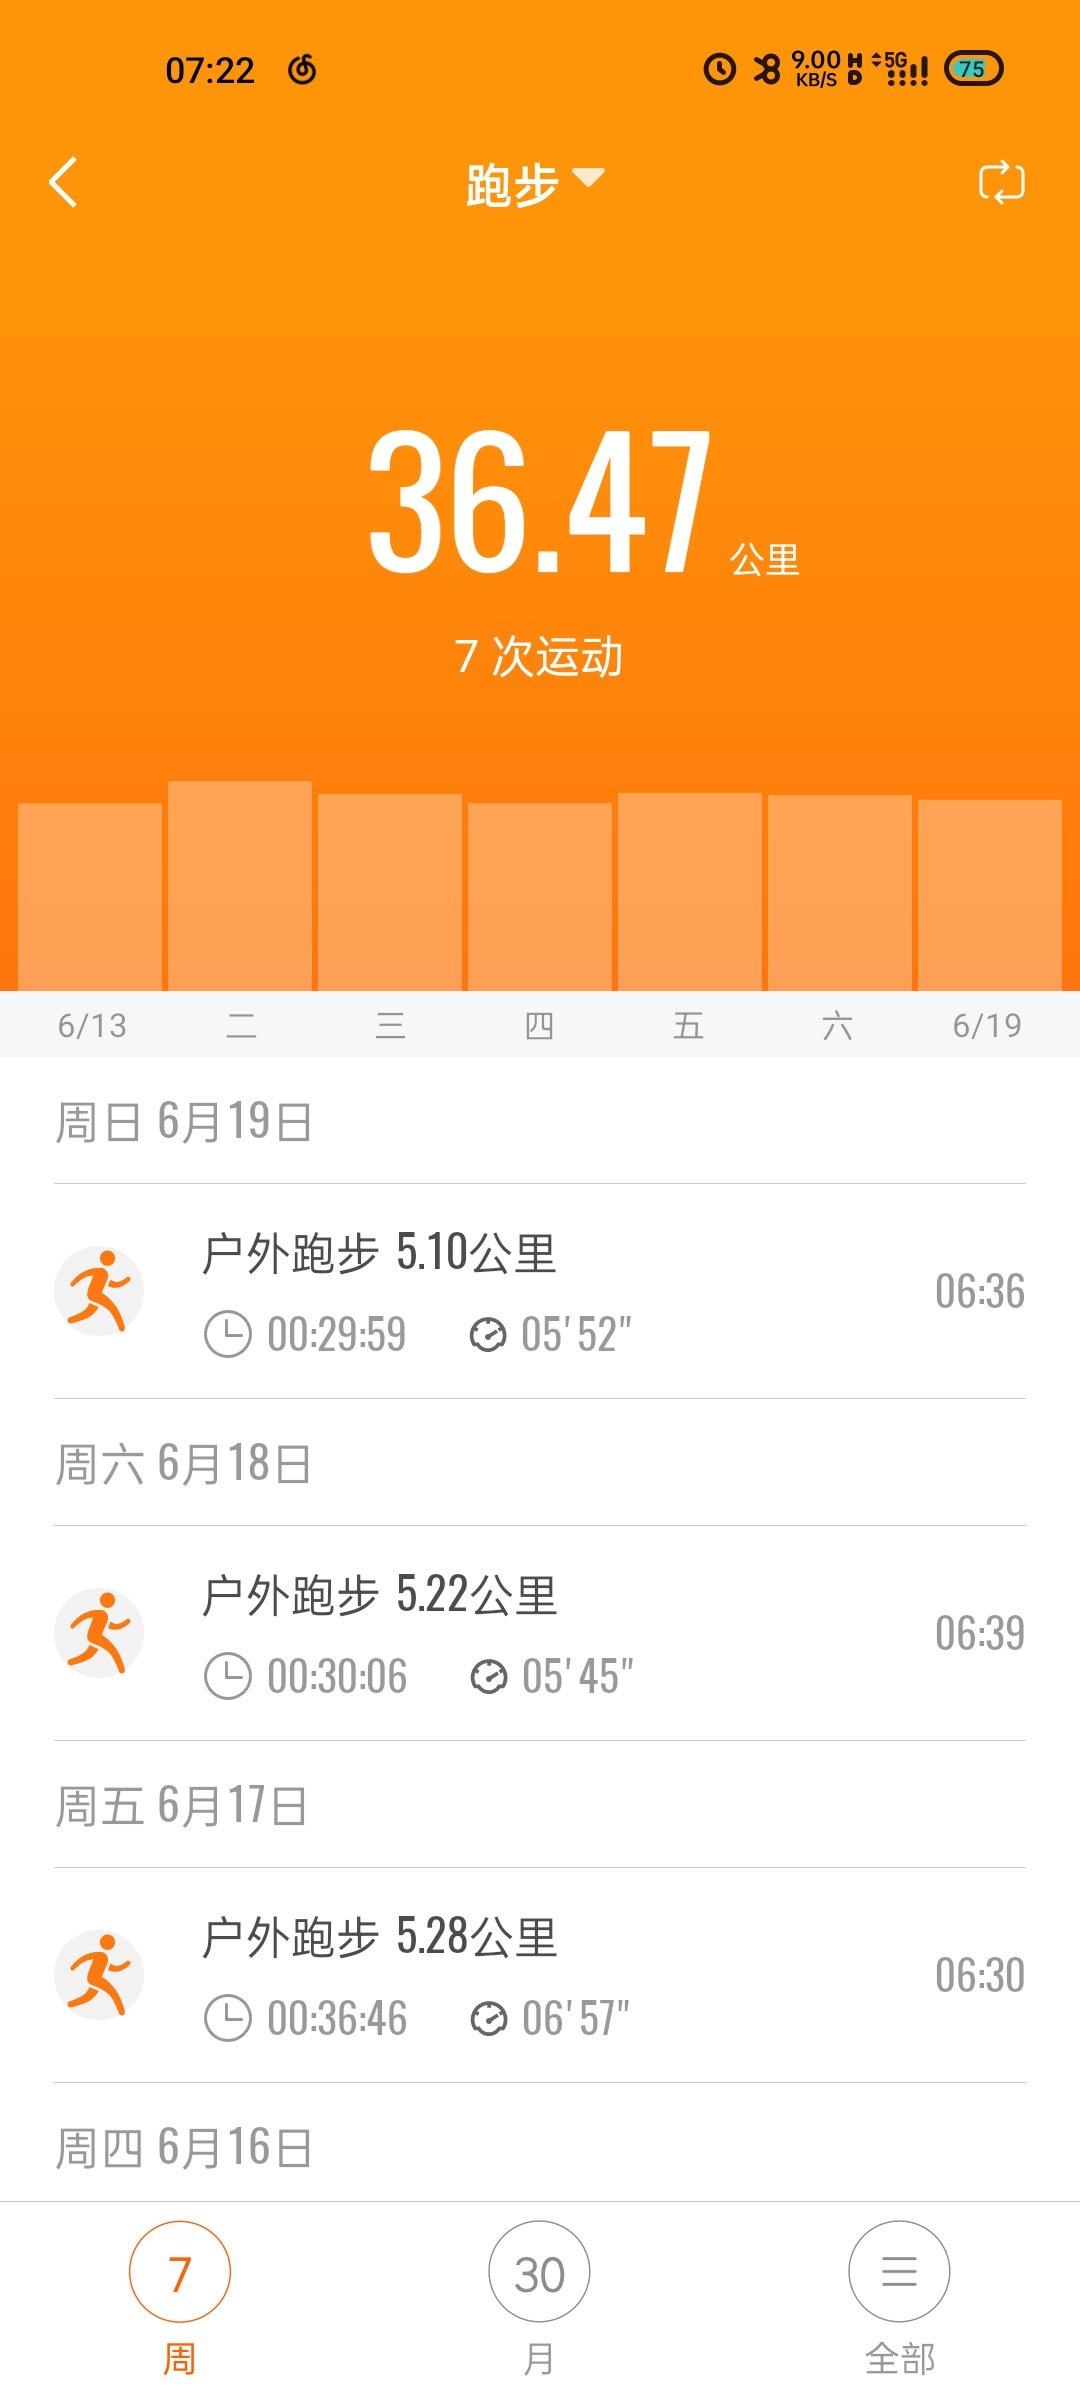 07:22 9.00 KB/S HD 5G 75
跑步
36.47公里
7 次运动
6/13 二 三 四 五 六 6/19
周日 6月19日
户外跑步 5.10公里
06:36
00:29:59 05'52"
周六 6月18日
户外跑步 5.22公里
06:39
00:30:06 05'45"
周五 6月17日
户外跑步 5.28公里
06:30
00:36:46 06'57"
周四 6月16日
7 30
周 月 全部